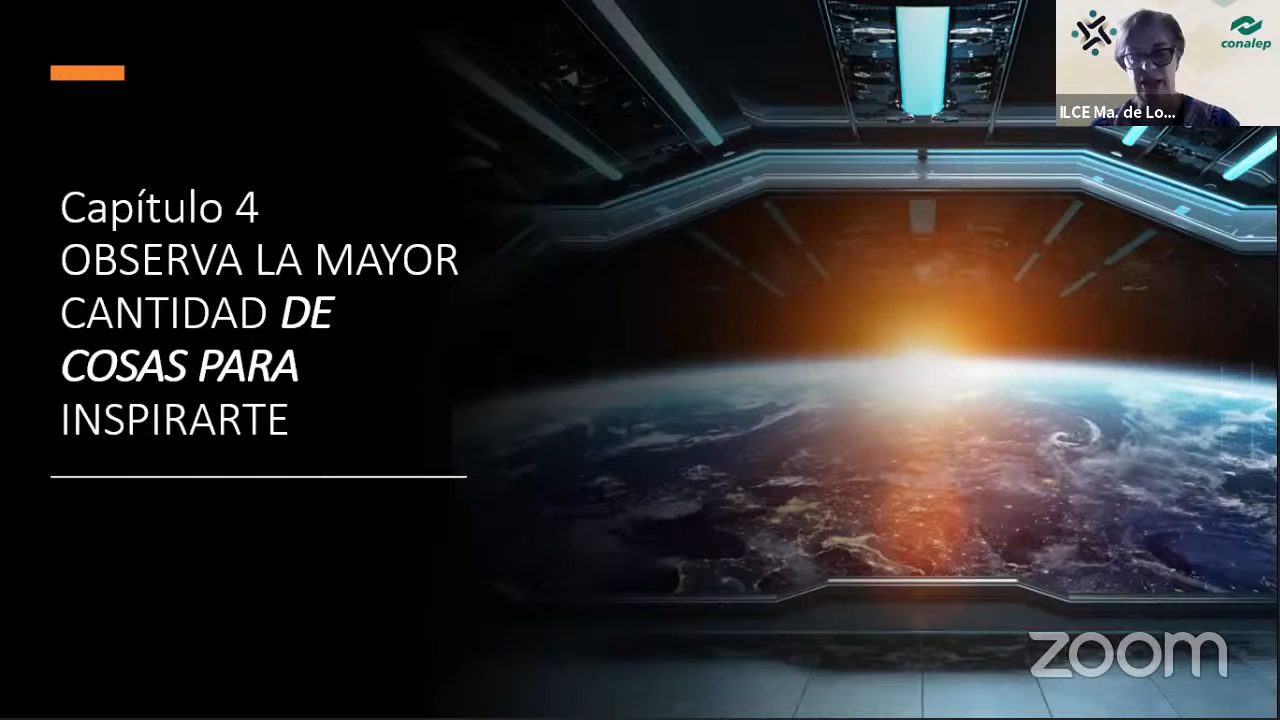 Capítulo 4
OBSERVA LA MAYOR
CANTIDAD DE
COSAS PARA
INSPIRARTE
conalep
ILCE Ma. de Lo...
zoom